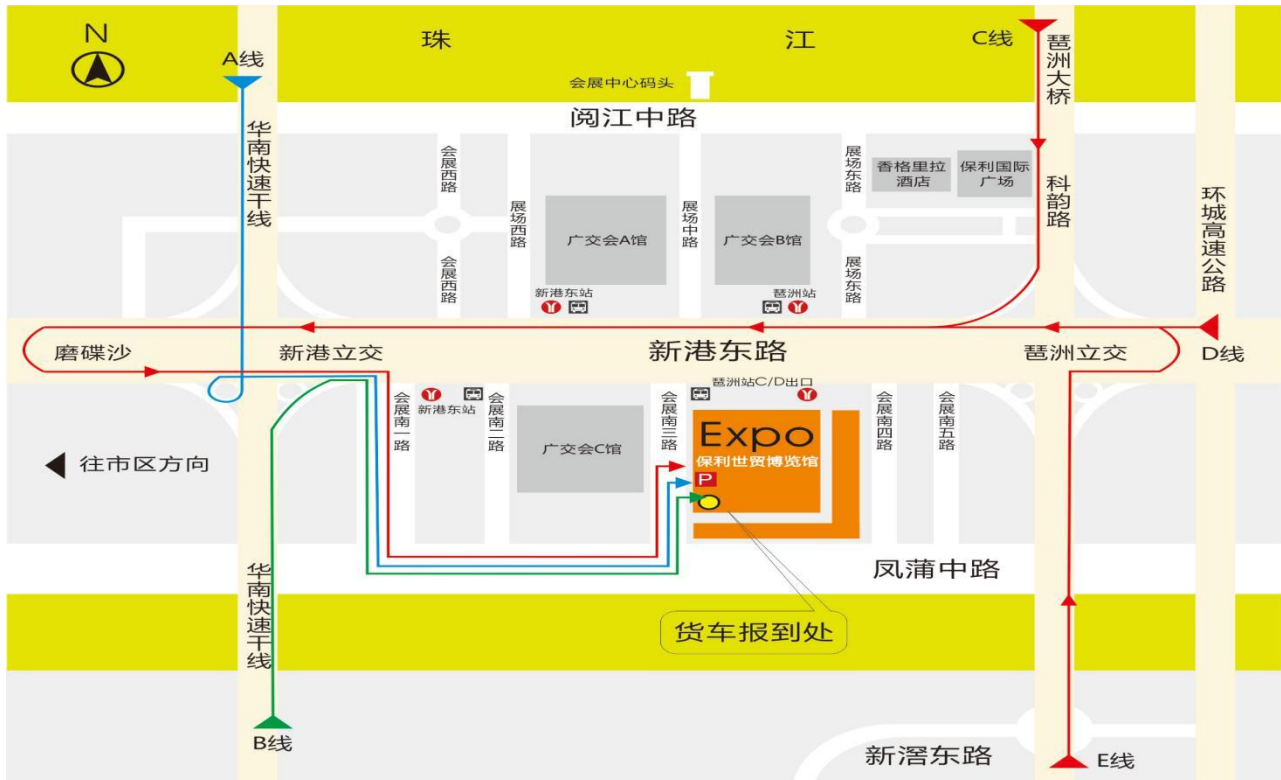 N
珠
江
A线
C线
琶洲大桥
会展中心码头
阅江中路
华南快速干线
会展西路
展场西路
会展西路
广交会A馆
展场中路
广交会B馆
展场东路
展场东路
香格里拉
酒店
保利国际
广场
科韵路
环城高速公路
新港东站
琶洲站
磨碟沙
新港立交
新港东路
琶洲立交
D线
往市区方向
会展南一路
新港东站
会展南二路
广交会C馆
会展南三路
琶洲站C/D出口
Expo
保利世贸博览馆
P
会展南四路
会展南五路
凤蒲中路
货车报到处
华南快速干线
B线
新滘东路
E线